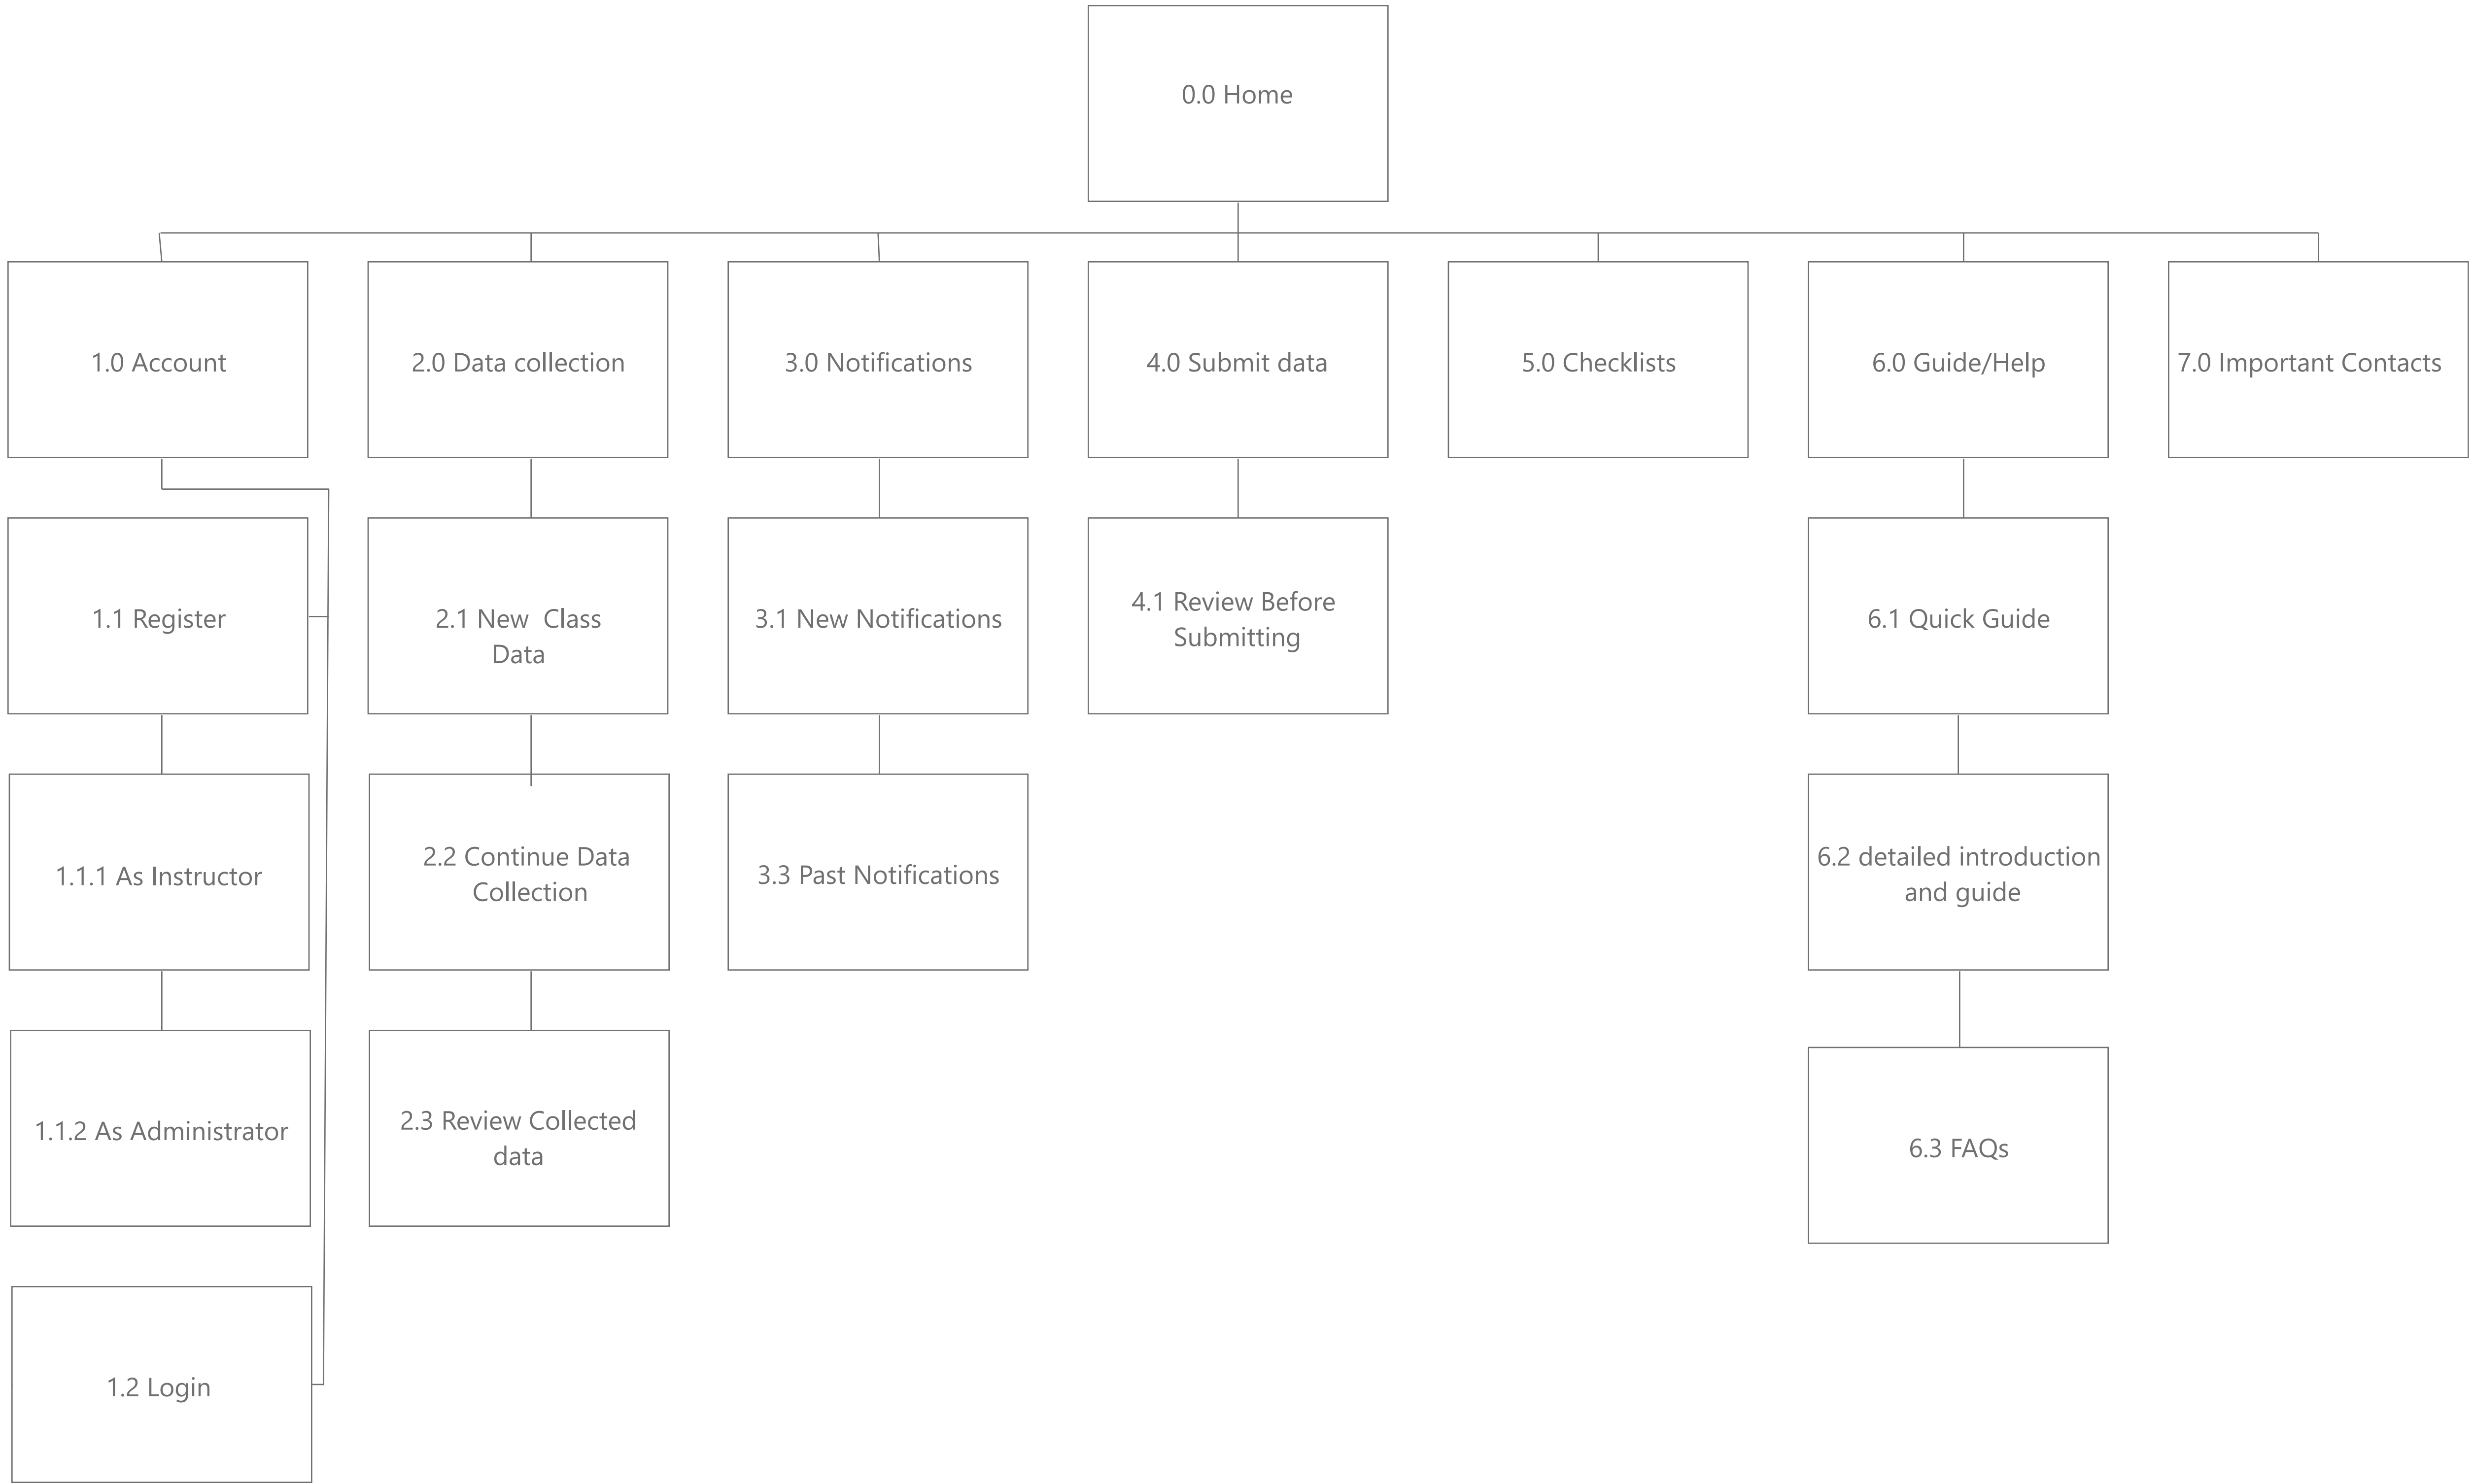 0.0 Home
1.0 Account
2.0 Data collection
3.0 Notifications
4.0 Submit data
5.0 Checklists
6.0 Guide/Help
7.0 Important Contacts
1.1 Register
2.1 New  Class
Data
3.1 New Notifications
4.1 Review Before
Submitting
6.1 Quick Guide
1.1.1 As Instructor
2.2 Continue Data
Collection
3.3 Past Notifications
6.2 detailed introduction
and guide
1.1.2 As Administrator
2.3 Review Collected
data
6.3 FAQs
1.2 Login